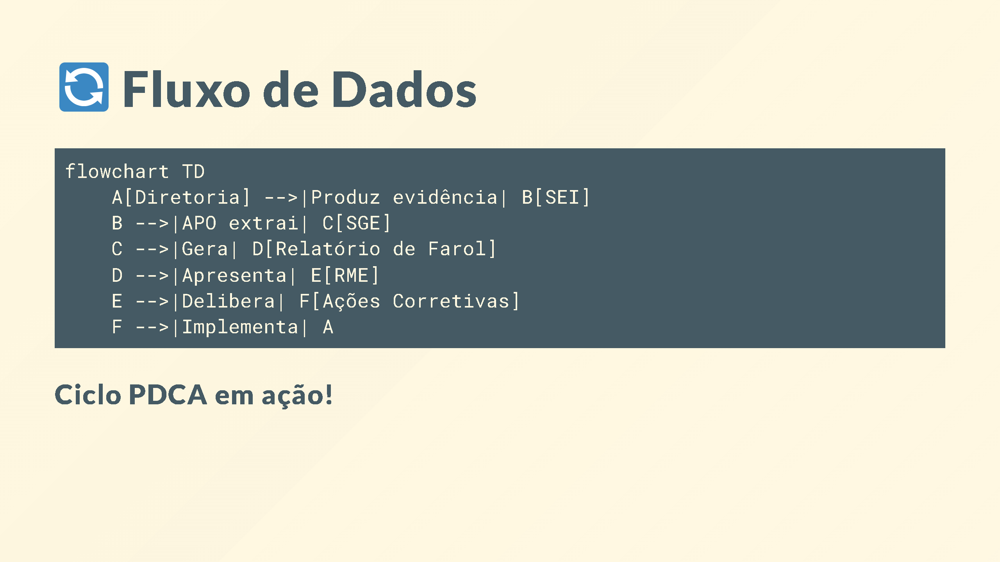 Fluxo de Dados
flowchart TD
    A[Diretoria] -->|Produz evidência| B[SEI]
    B -->|APO extrai| C[SGE]
    C -->|Gera| D[Relatório de Farol]
    D -->|Apresenta| E[RME]
    E -->|Delibera| F[Ações Corretivas]
    F -->|Implementa| A
Ciclo PDCA em ação!